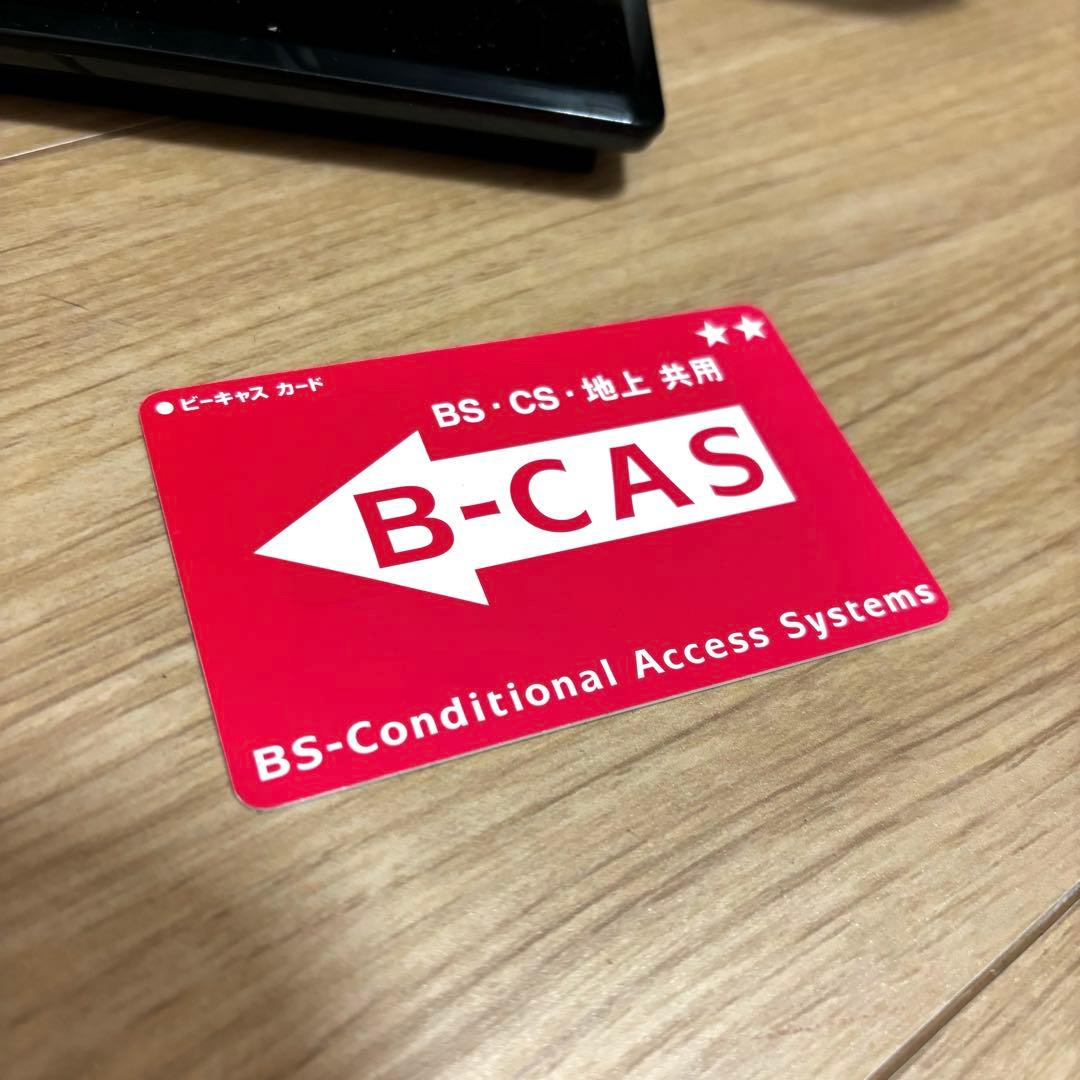 ★★
●ビーキャス カード
BS・CS・地上 共用
B-CAS
BS-Conditional Access Systems